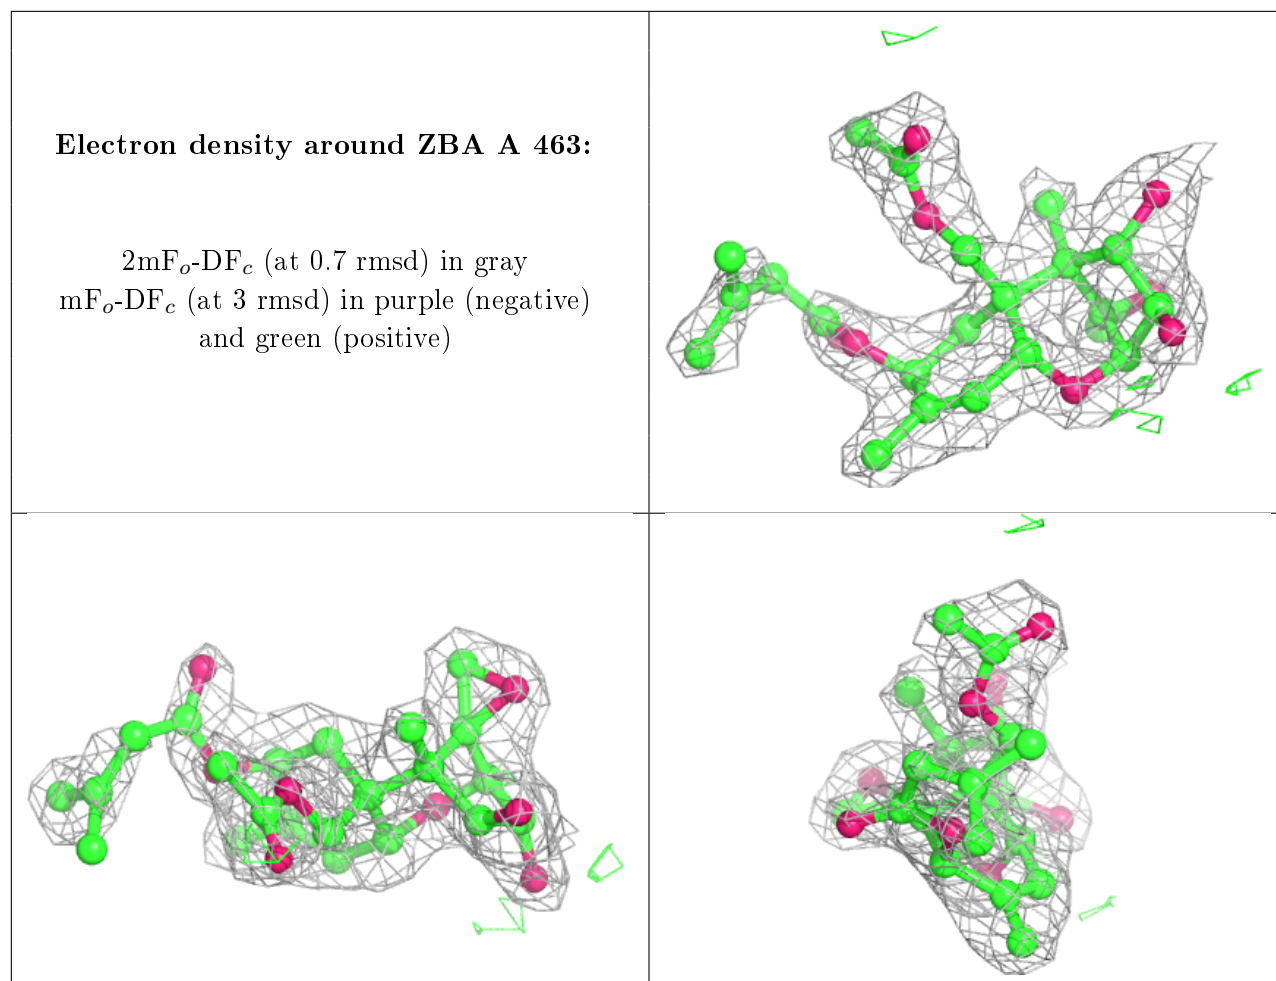 Electron density around ZBA A 463:
2mFₒ-DF𝒸 (at 0.7 rmsd) in gray
mFₒ-DF𝒸 (at 3 rmsd) in purple (negative)
and green (positive)